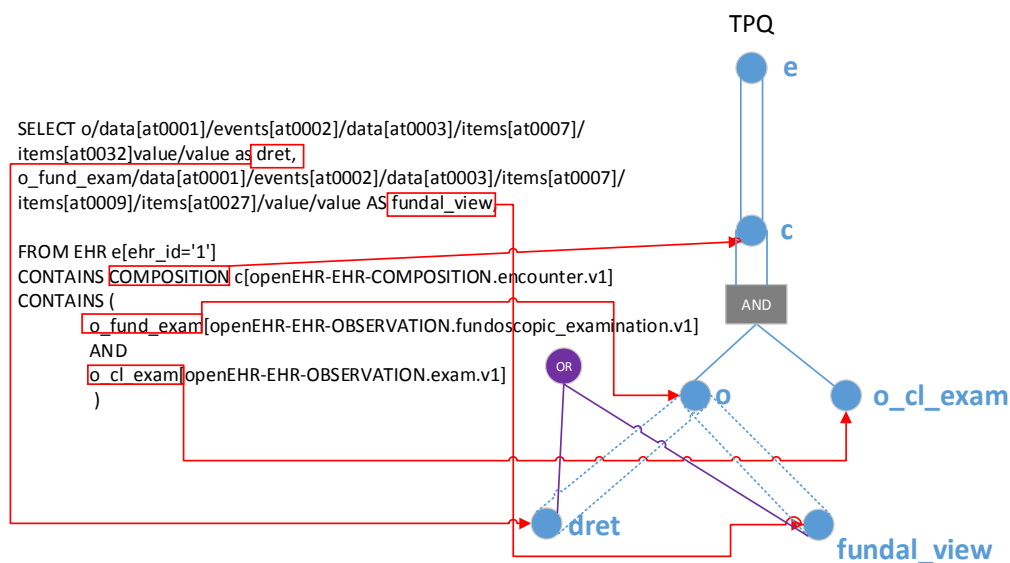 TPQ
e
SELECT o/data[at0001]/events[at0002]/data[at0003]/items[at0007]/
items[at0032]value/value as dret,
o_fund_exam/data[at0001]/events[at0002]/data[at0003]/items[at0007]/
items[at0009]/items[at0027]/value/value AS fundal_view,
c
FROM EHR e[ehr_id='1']
CONTAINS COMPOSITION c[openEHR-EHR-COMPOSITION.encounter.v1]
CONTAINS (
AND
o_fund_exam[openEHR-EHR-OBSERVATION.fundoscopic_examination.v1]
AND
o_cl_exam[openEHR-EHR-OBSERVATION.exam.v1]
)
OR
o
o_cl_exam
dret
fundal_view